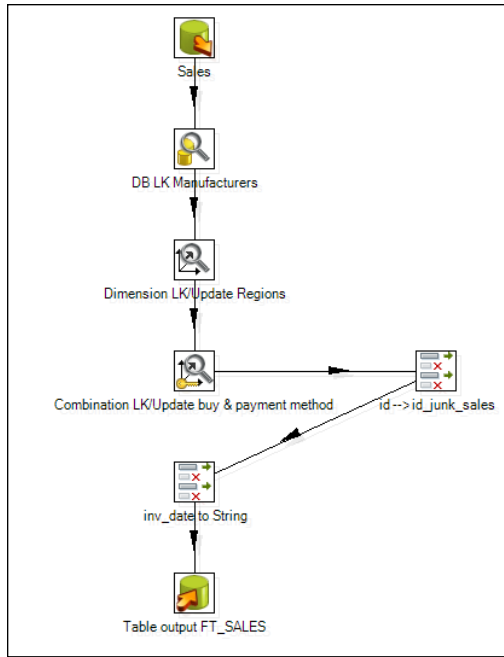 Sales
DB LK Manufacturers
Dimension LK/Update Regions
Combination LK/Update buy & payment method
id-->id_junk_sales
inv_date to String
Table output FT_SALES